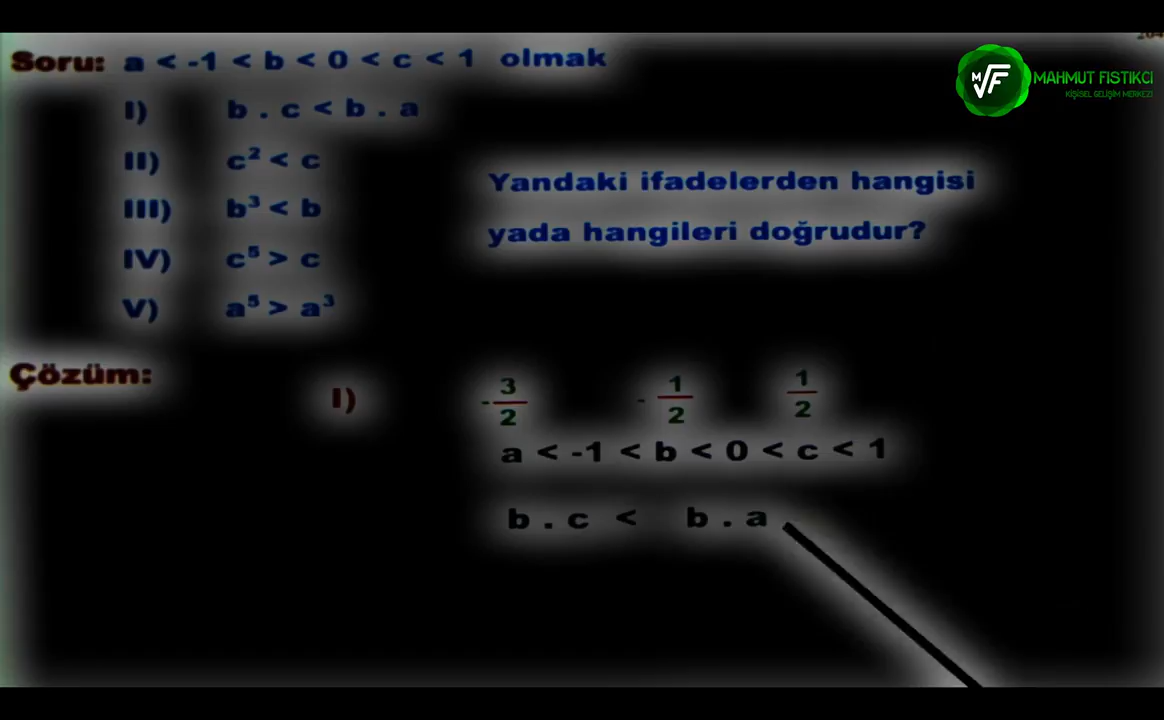 Soru: a < -1 < b < 0 < c < 1 olmak
I) b . c < b . a
II) c² < c
III) b³ < b
IV) c⁵ > c
V) a⁵ > a³
Yandaki ifadelerden hangisi
yada hangileri doğrudur?
MVF
MAHMUT FISTIKCI
KİŞİSEL GELİŞİM MERKEZİ
Çözüm:
I) -3/2 -1/2 1/2
a < -1 < b < 0 < c < 1
b . c < b . a